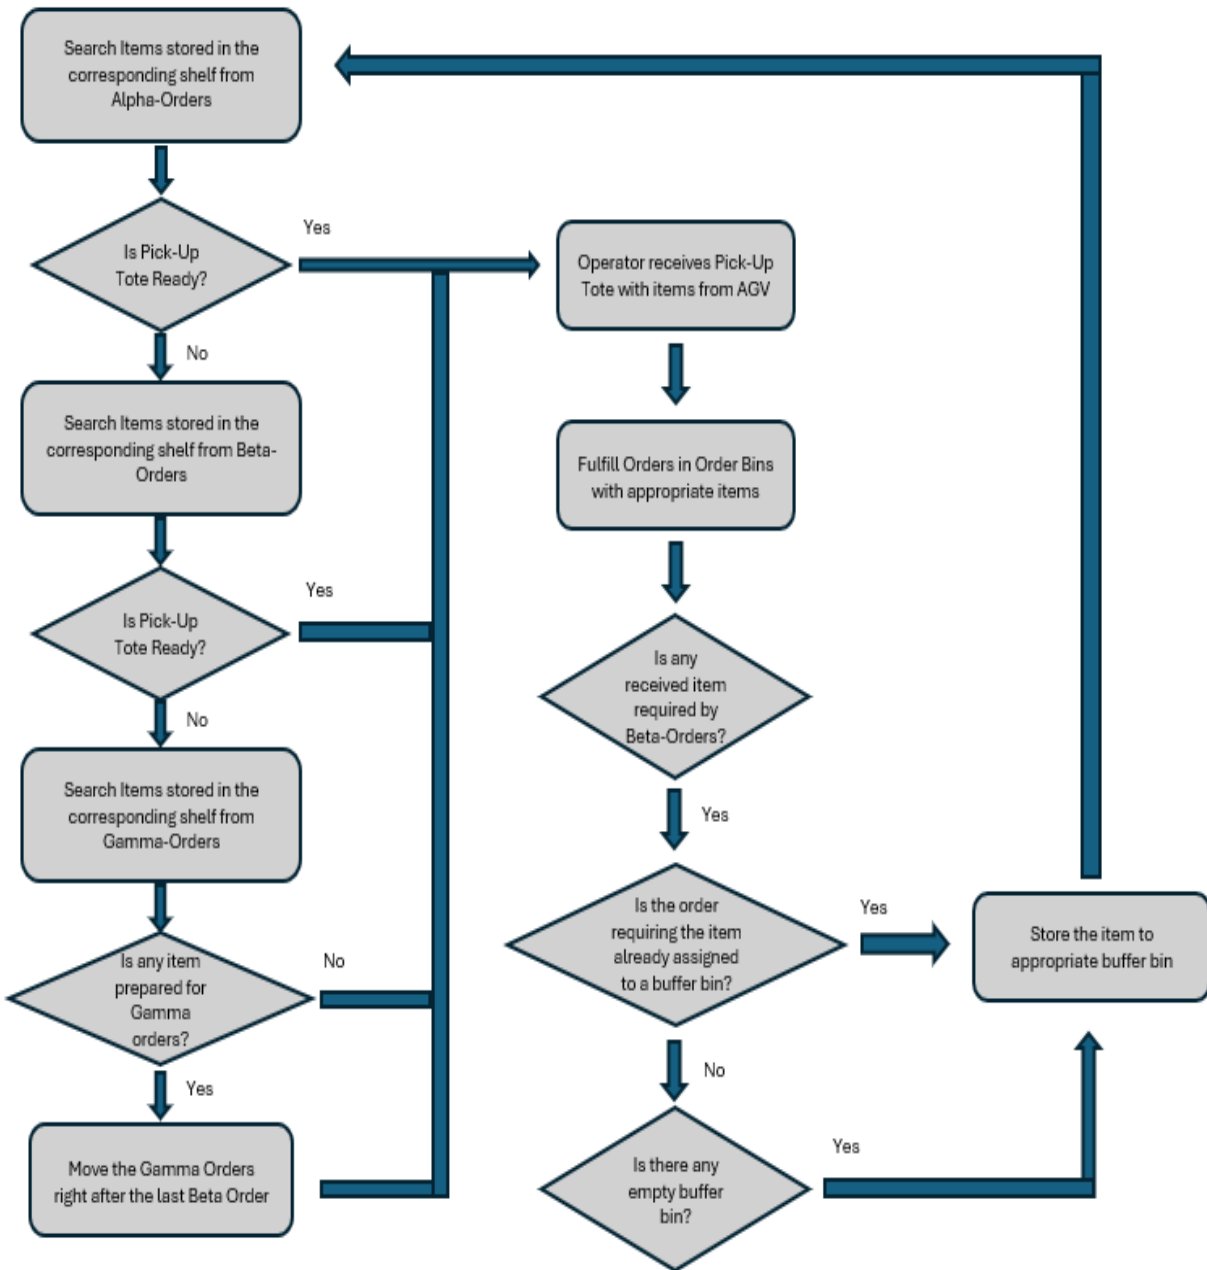 Search Items stored in the
corresponding shelf from
Alpha-Orders
Is Pick-Up
Tote Ready?
Yes
No
Search Items stored in the
corresponding shelf from Beta-
Orders
Is Pick-Up
Tote Ready?
Yes
No
Search Items stored in the
corresponding shelf from
Gamma-Orders
Is any item
prepared for
Gamma
orders?
No
Yes
Move the Gamma Orders
right after the last Beta Order
Operator receives Pick-Up
Tote with items from AGV
Fulfill Orders in Order Bins
with appropriate items
Is any
received item
required by
Beta-Orders?
Yes
Is the order
requiring the item
already assigned
to a buffer bin?
Yes
No
Is there any
empty buffer
bin?
Yes
Store the item to
appropriate buffer bin